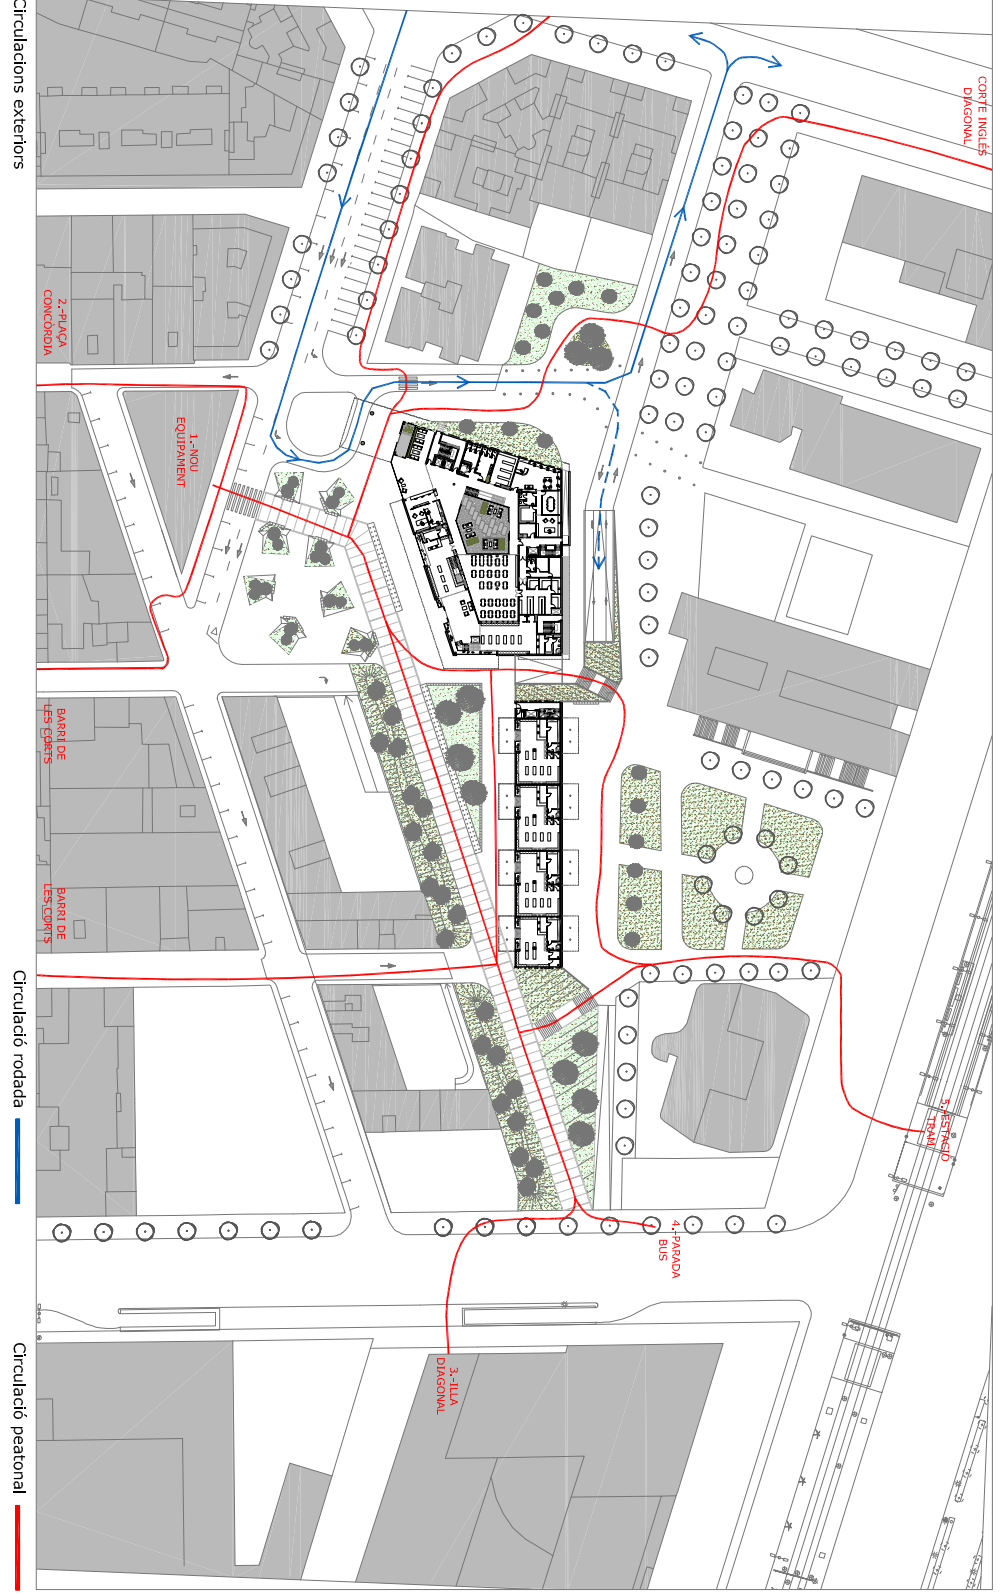 Circulacions exteriors
Circulació rodada
Circulació peatonal
CORTE INGLÉS
DIAGONAL
2.-PLAÇA
CONCÒRDIA
1.-NOU
EQUIPAMENT
BARRI DE
LES CORTS
BARRI DE
LES CORTS
5.-ESTACIÓ
TRAM
4.-PARADA
BUS
3.-ILLA
DIAGONAL